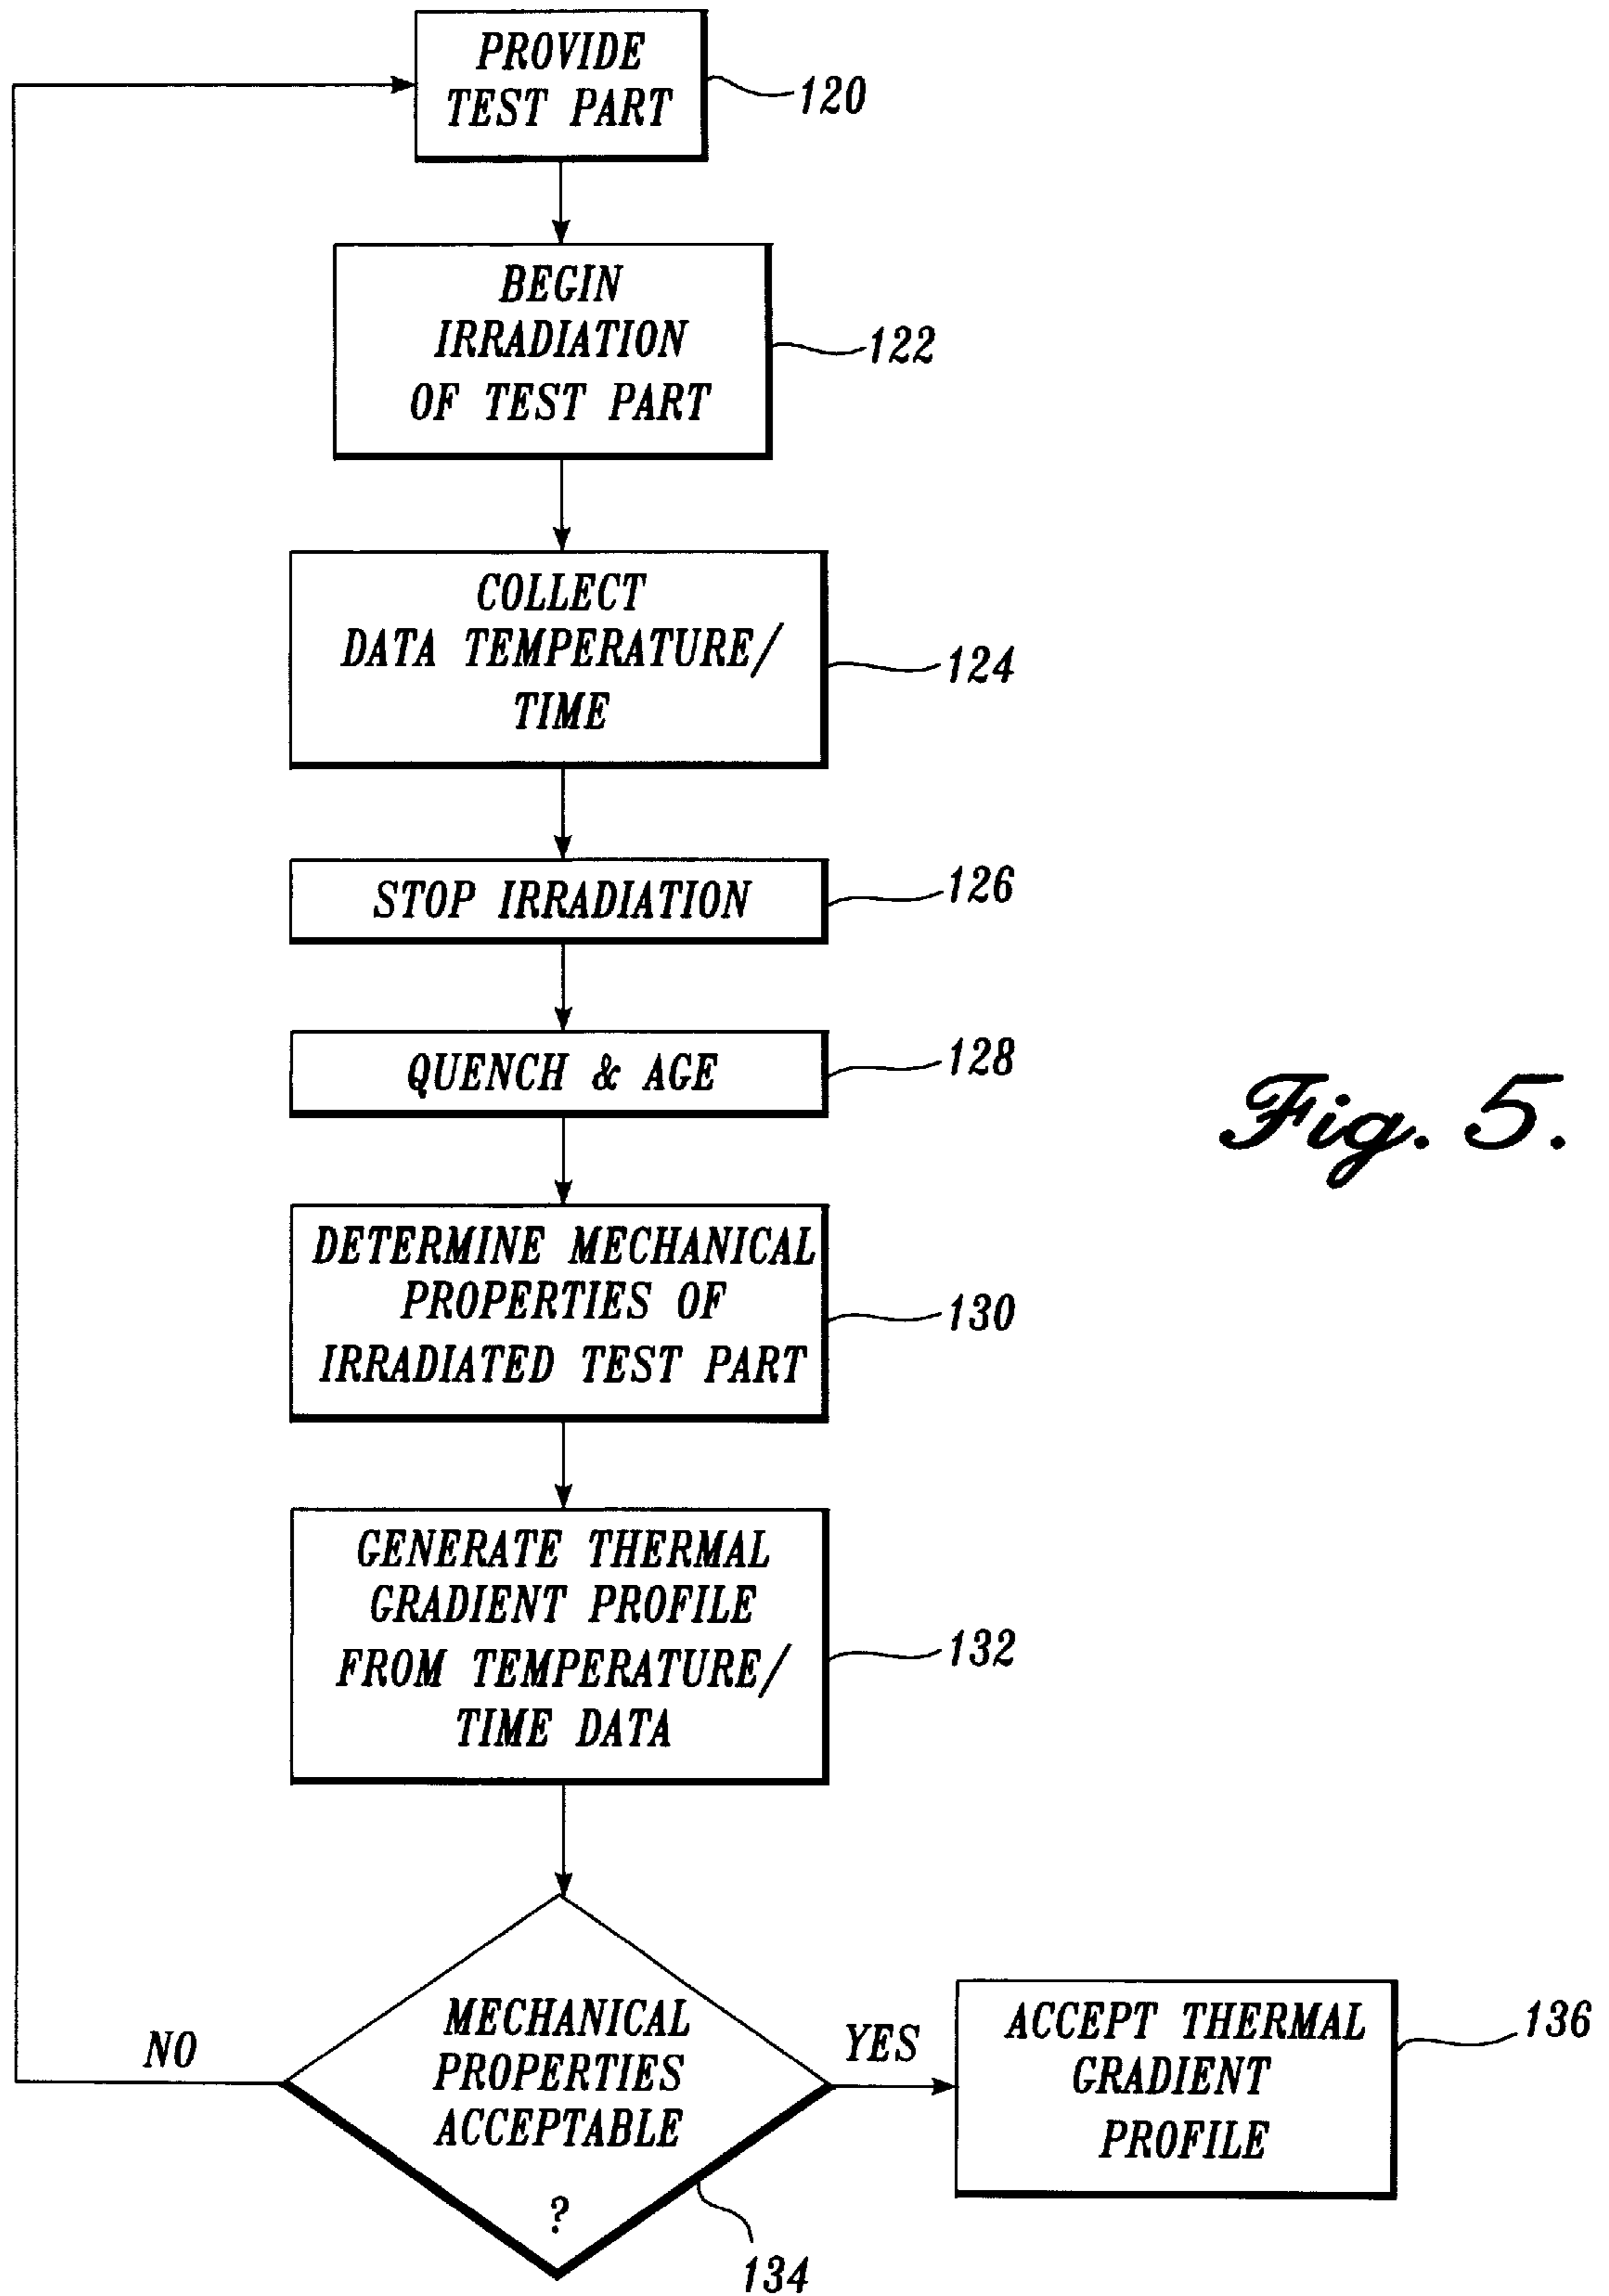 PROVIDE
TEST PART
120
BEGIN
IRRADIATION
OF TEST PART
122
COLLECT
DATA TEMPERATURE/
TIME
124
STOP IRRADIATION
126
QUENCH & AGE
128
Fig. 5.
DETERMINE MECHANICAL
PROPERTIES OF
IRRADIATED TEST PART
130
GENERATE THERMAL
GRADIENT PROFILE
FROM TEMPERATURE/
TIME DATA
132
MECHANICAL
PROPERTIES
ACCEPTABLE
?
134
NO
YES
ACCEPT THERMAL
GRADIENT
PROFILE
136